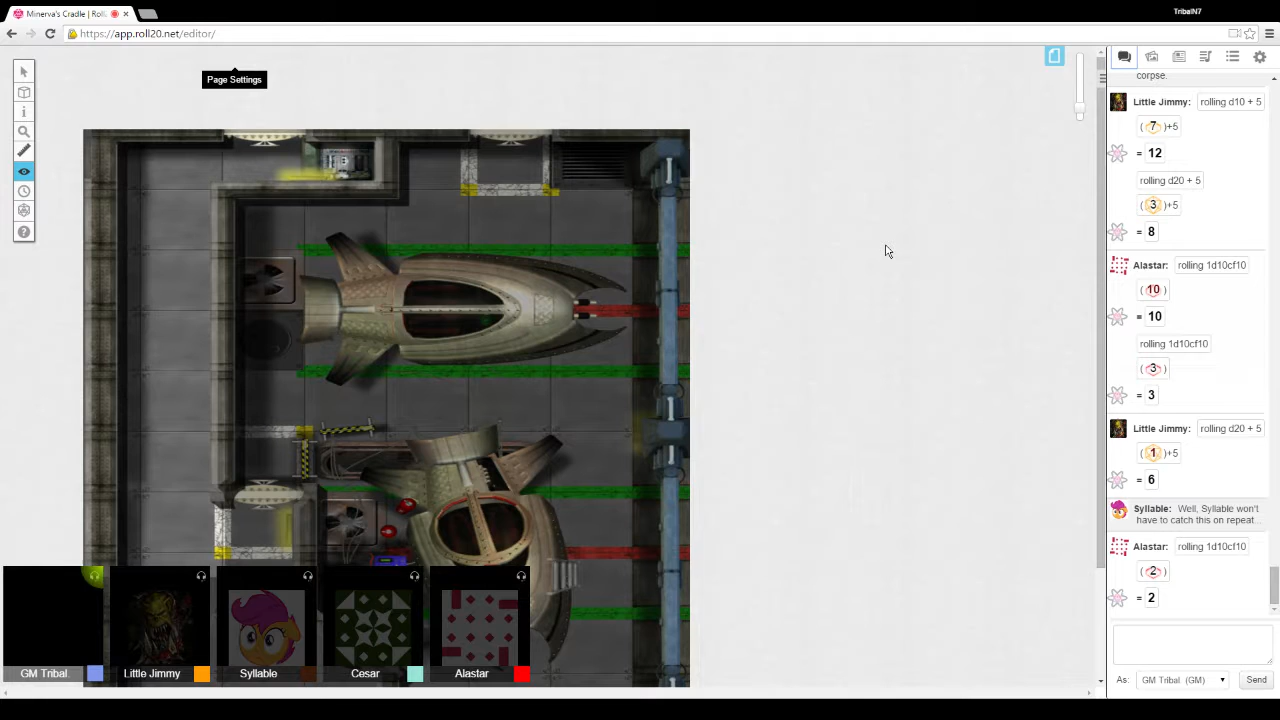 TribalN7
Minerva's Cradle | Roll
https://app.roll20.net/editor/
Page Settings
corpse.
Little Jimmy: rolling d10 + 5
(7)+5
= 12
rolling d20 + 5
(3)+5
= 8
Alastar: rolling 1d10cf10
(10)
= 10
rolling 1d10cf10
(3)
= 3
Little Jimmy: rolling d20 + 5
(1)+5
= 6
Syllable: Well, Syllable won't
have to catch this on repeat...
Alastar: rolling 1d10cf10
(2)
= 2
GM Tribal
Little Jimmy
Syllable
Cesar
Alastar
As: GM Tribal (GM) Send